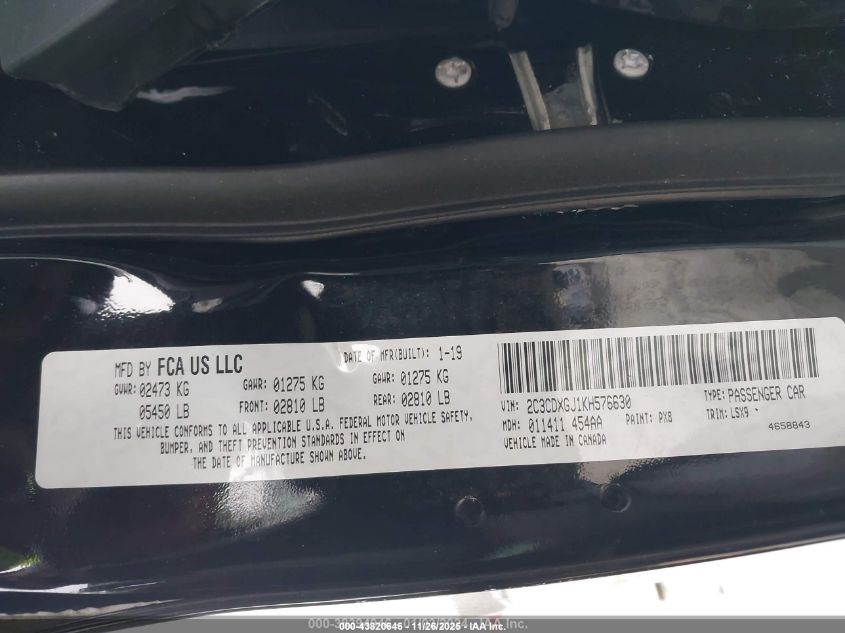 MFD BY FCA US LLC
DATE OF MFR(BUILT): 1-19
GVWR: 02473 KG
GAWR: 01275 KG
GAWR: 01275 KG
05450 LB
FRONT: 02810 LB
REAR: 02810 LB
THIS VEHICLE CONFORMS TO ALL APPLICABLE U.S.A. FEDERAL MOTOR VEHICLE SAFETY,
BUMPER, AND THEFT PREVENTION STANDARDS IN EFFECT ON
THE DATE OF MANUFACTURE SHOWN ABOVE.
VIN: 2C3CDXGJ1KH576630
TYPE: PASSENGER CAR
MDH: 011411 454AA
PAINT: PX8
TRIM: LSX9
VEHICLE MADE IN CANADA
4658843
000-43820646 - 11/26/2025 - IAA Inc.